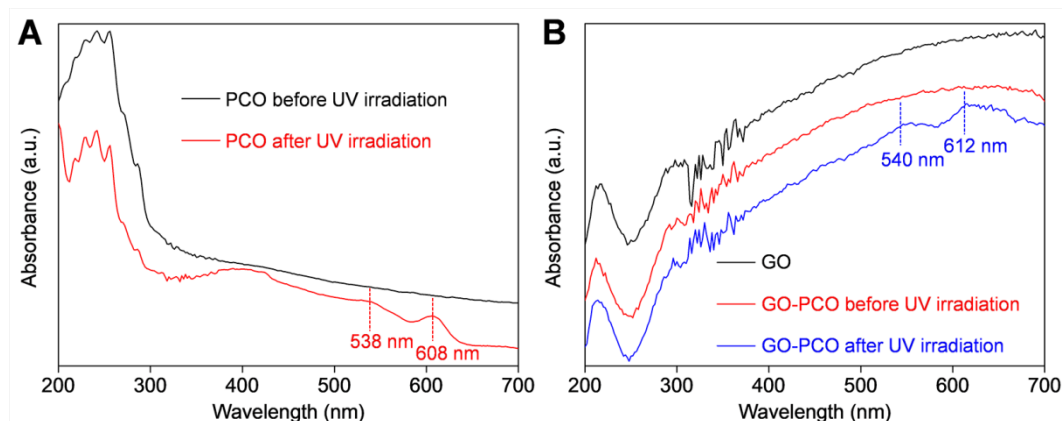 A
PCO before UV irradiation
PCO after UV irradiation
538 nm
608 nm
Absorbance (a.u.)
200 300 400 500 600 700
Wavelength (nm)
B
540 nm
612 nm
GO
GO-PCO before UV irradiation
GO-PCO after UV irradiation
Absorbance (a.u.)
200 300 400 500 600 700
Wavelength (nm)